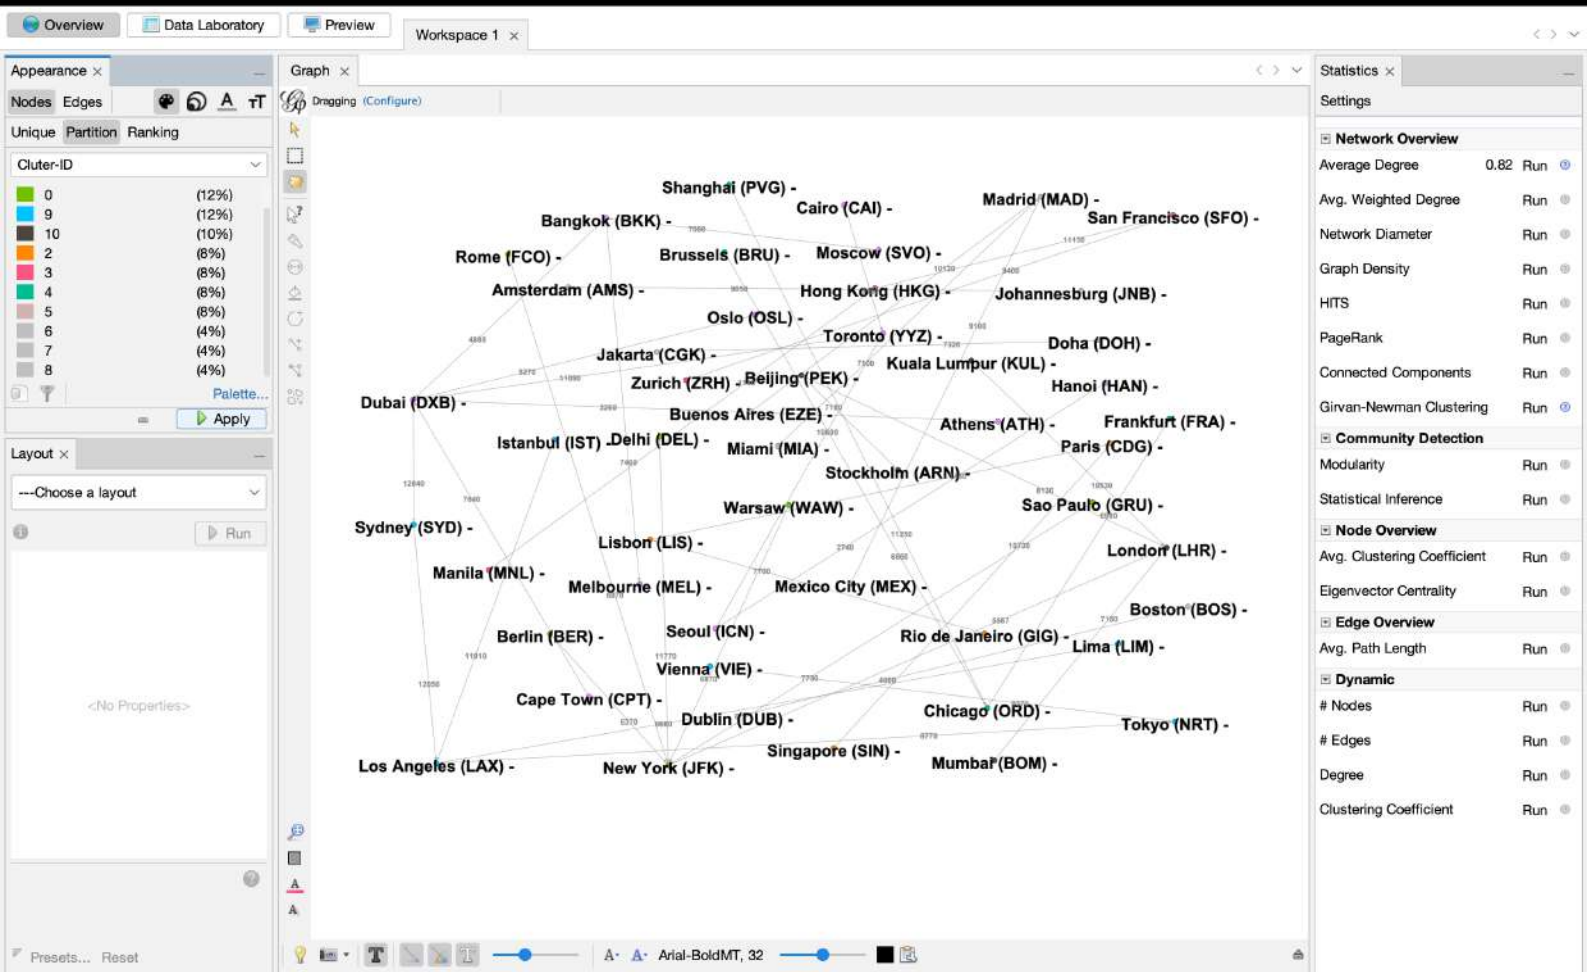 Overview
Data Laboratory
Preview
Workspace 1
Appearance
Nodes
Edges
Unique
Partition
Ranking
Cluter-ID
0 (12%)
9 (12%)
10 (10%)
2 (8%)
3 (8%)
4 (8%)
5 (8%)
6 (4%)
7 (4%)
8 (4%)
Palette...
Apply
Layout
---Choose a layout
Run
<No Properties>
Presets...
Reset
Graph
Dragging
(Configure)
Shanghai (PVG) -
Cairo (CAI) -
Madrid (MAD) -
San Francisco (SFO) -
Bangkok (BKK) -
Rome (FCO) -
Brussels (BRU) -
Moscow (SVO) -
Amsterdam (AMS) -
Hong Kong (HKG) -
Johannesburg (JNB) -
Oslo (OSL) -
Toronto (YYZ) -
Doha (DOH) -
Jakarta (CGK) -
Kuala Lumpur (KUL) -
Zurich (ZRH) -
Beijing (PEK) -
Hanoi (HAN) -
Dubai (DXB) -
Buenos Aires (EZE) -
Athens (ATH) -
Frankfurt (FRA) -
Istanbul (IST) -
Delhi (DEL) -
Miami (MIA) -
Paris (CDG) -
Stockholm (ARN) -
Warsaw (WAW) -
Sao Paulo (GRU) -
Sydney (SYD) -
Lisbon (LIS) -
London (LHR) -
Manila (MNL) -
Melbourne (MEL) -
Mexico City (MEX) -
Boston (BOS) -
Berlin (BER) -
Seoul (ICN) -
Rio de Janeiro (GIG) -
Lima (LIM) -
Vienna (VIE) -
Cape Town (CPT) -
Dublin (DUB) -
Chicago (ORD) -
Tokyo (NRT) -
Singapore (SIN) -
Los Angeles (LAX) -
New York (JFK) -
Mumbai (BOM) -
Arial-BoldMT, 32
Statistics
Settings
Network Overview
Average Degree 0.82 Run
Avg. Weighted Degree Run
Network Diameter Run
Graph Density Run
HITS Run
PageRank Run
Connected Components Run
Girvan-Newman Clustering Run
Community Detection
Modularity Run
Statistical Inference Run
Node Overview
Avg. Clustering Coefficient Run
Eigenvector Centrality Run
Edge Overview
Avg. Path Length Run
Dynamic
# Nodes Run
# Edges Run
Degree Run
Clustering Coefficient Run